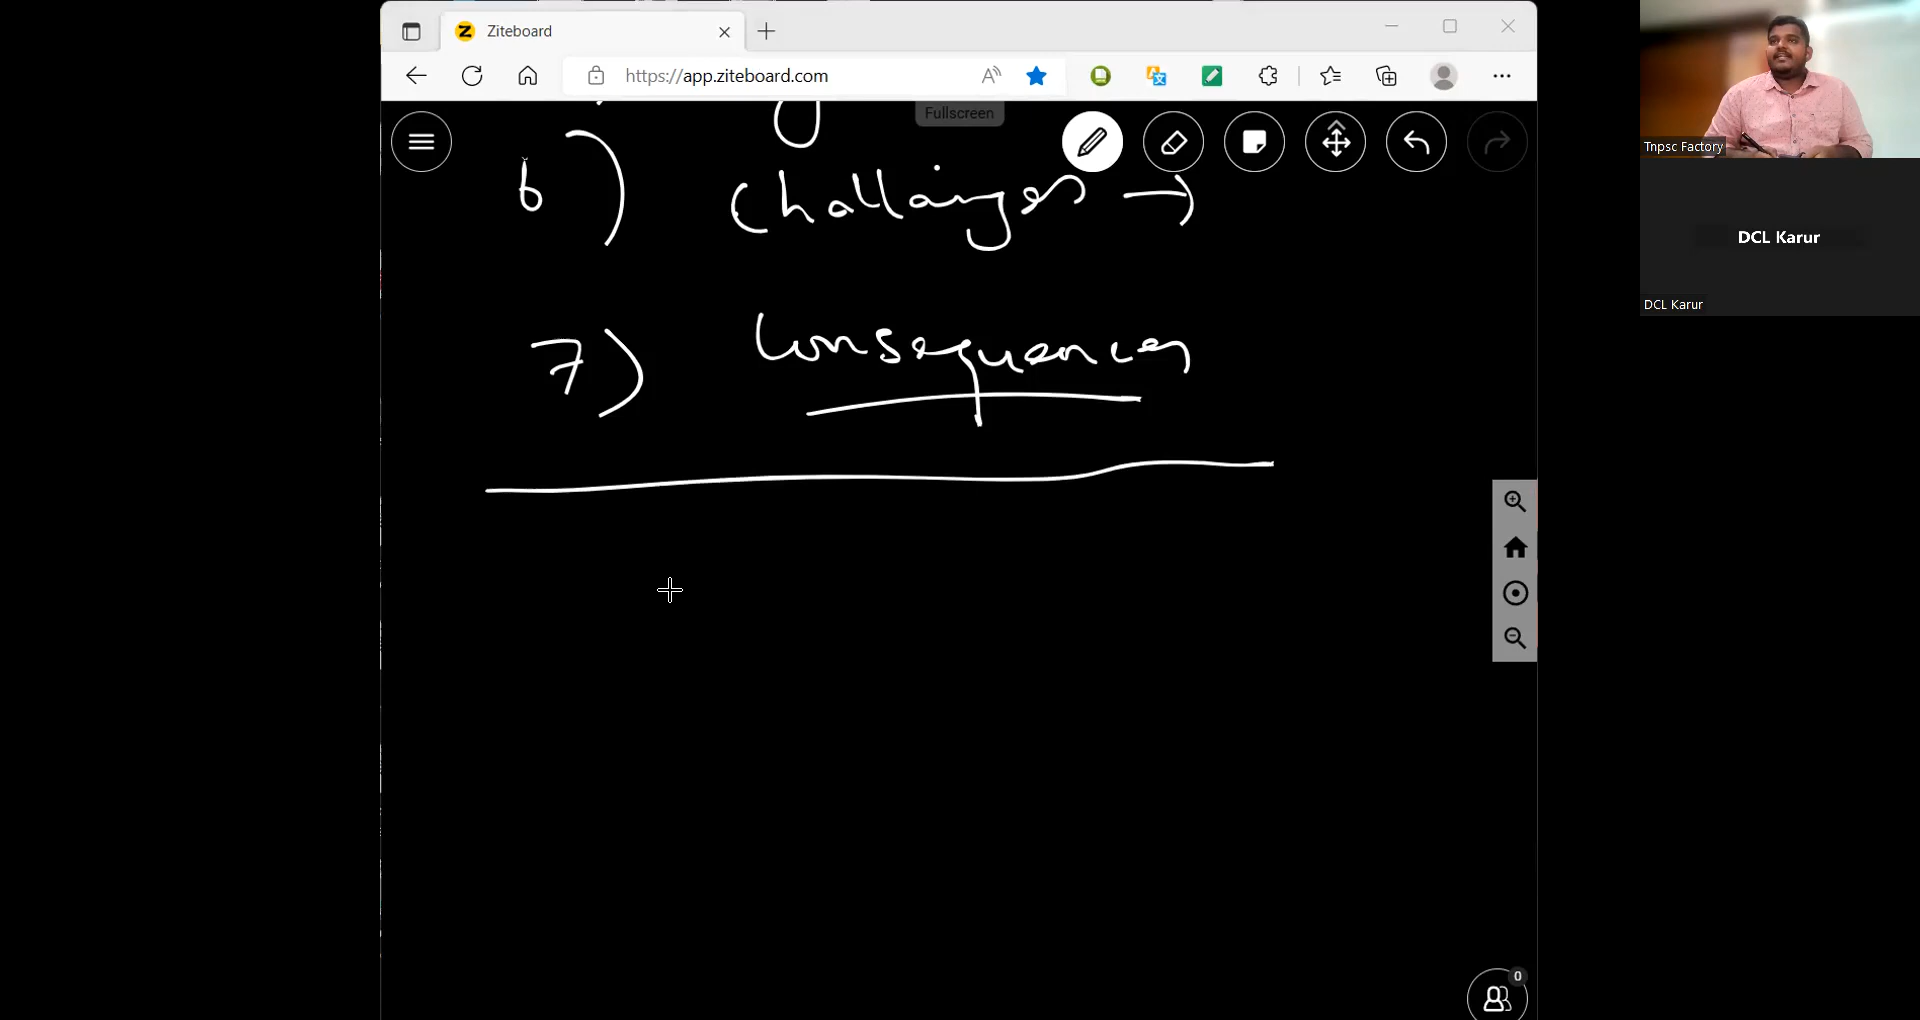 Ziteboard
https://app.ziteboard.com
Fullscreen
6) Challanges →
7) Consequences
0
Tnpsc Factory
DCL Karur
DCL Karur